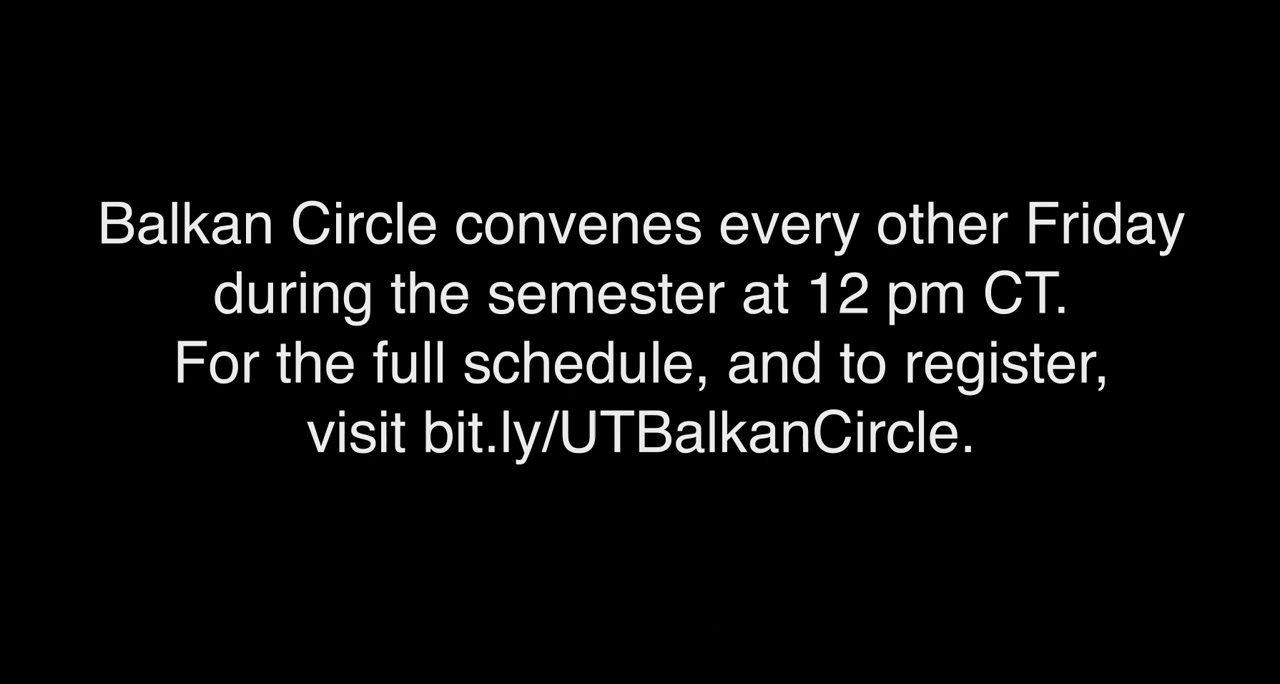 Balkan Circle convenes every other Friday
during the semester at 12 pm CT.
For the full schedule, and to register,
visit bit.ly/UTBalkanCircle.